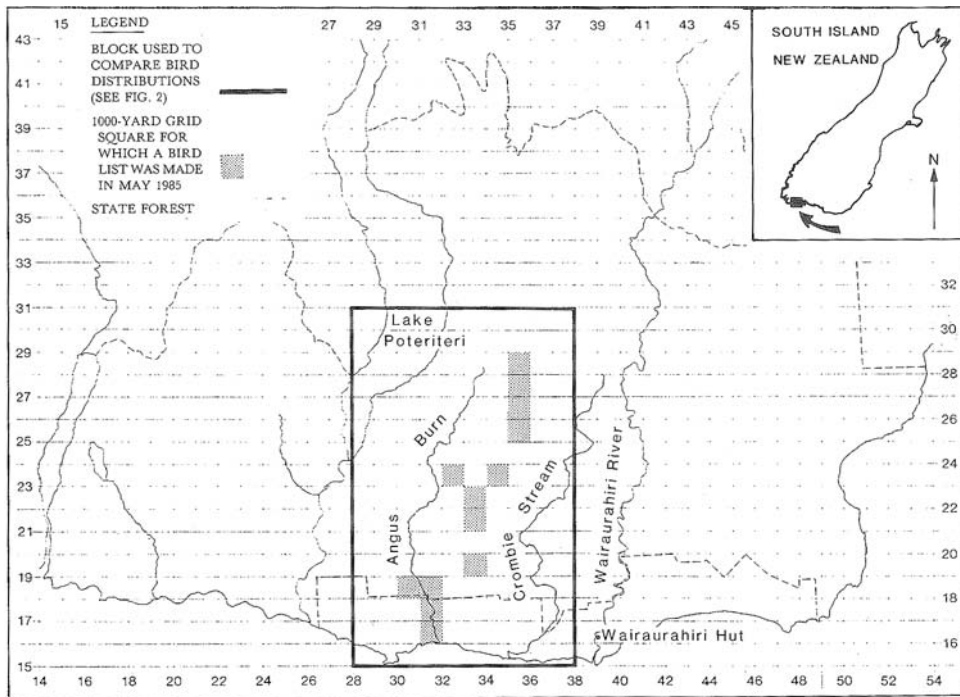 15 27 29 31 33 35 37 39 41 43 45
LEGEND
BLOCK USED TO
COMPARE BIRD
DISTRIBUTIONS
(SEE FIG. 2)
1000-YARD GRID
SQUARE FOR
WHICH A BIRD
LIST WAS MADE
IN MAY 1985
STATE FOREST
SOUTH ISLAND
NEW ZEALAND
N
43
41
39
37
35
33
31
29
27
25
23
21
19
17
15
32
30
28
26
24
22
20
18
16
Lake
Poteriteri
Angus
Burn
Crombie
Stream
Wairaurahiri River
Wairaurahiri Hut
14 16 18 20 22 24 26 28 30 32 34 36 38 40 42 44 46 48 50 52 54